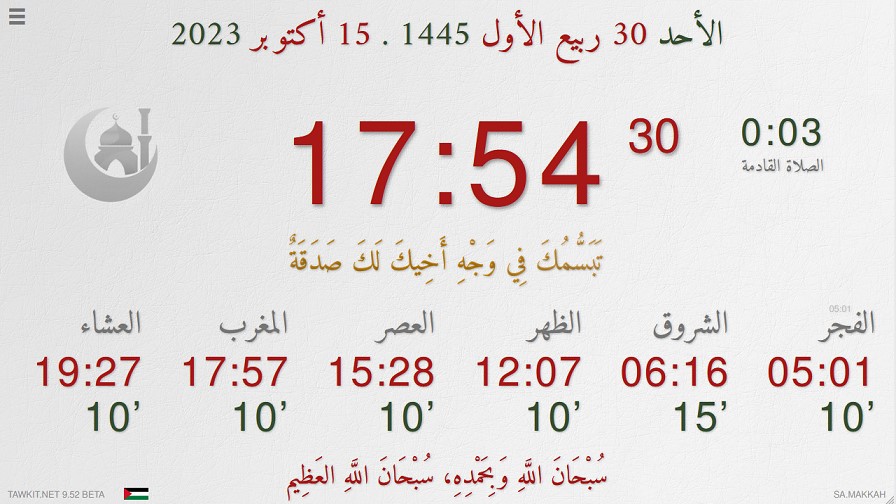 الأحد 30 ربيع الأول 1445 . 15 أكتوبر 2023
17:54 30
0:03
الصلاة القادمة
تَبَسُّمُكَ فِي وَجْهِ أَخِيكَ لَكَ صَدَقَةٌ
05:01
الفجر الشروق الظهر العصر المغرب العشاء
05:01 06:16 12:07 15:28 17:57 19:27
10’ 15’ 10’ 10’ 10’ 10’
سُبْحَانَ اللَّهِ وَبِحَمْدِهِ، سُبْحَانَ اللَّهِ العَظِيمِ
TAWKIT.NET 9.52 BETA
SA.MAKKAH